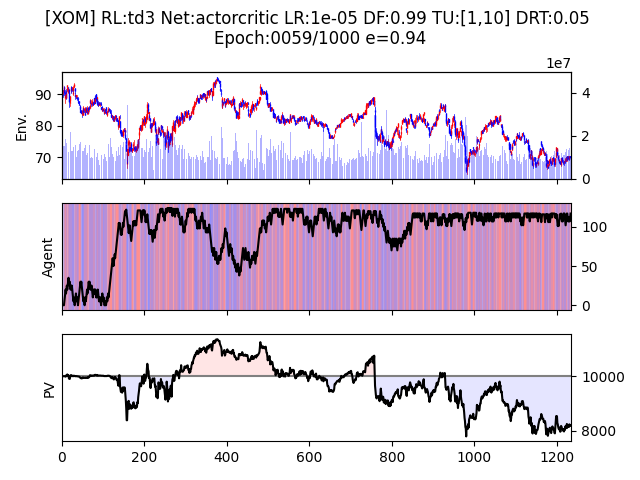 [XOM] RL:td3 Net:actorcritic LR:1e-05 DF:0.99 TU:[1,10] DRT:0.05
Epoch:0059/1000 e=0.94
1e7
Env.
90
80
70
4
2
0
Agent
100
50
0
PV
10000
8000
0 200 400 600 800 1000 1200